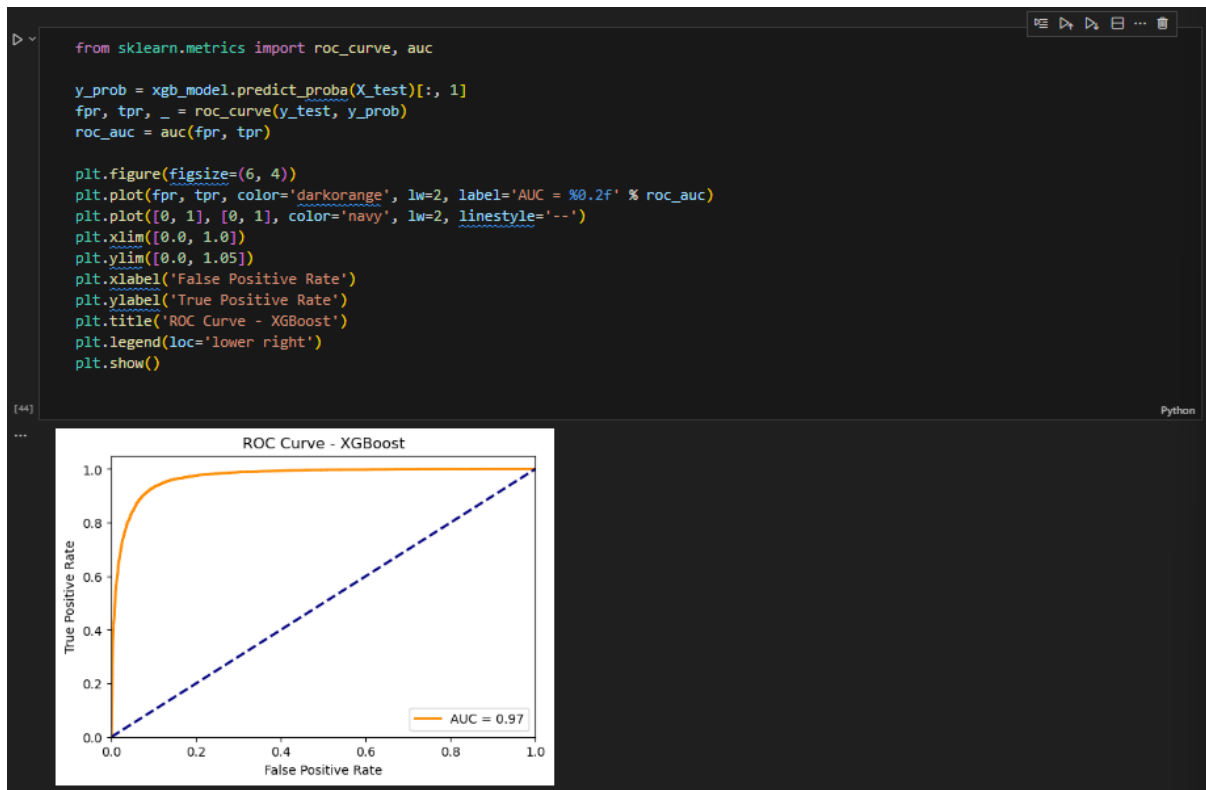 from sklearn.metrics import roc_curve, auc
y_prob = xgb_model.predict_proba(X_test)[:, 1]
fpr, tpr, _ = roc_curve(y_test, y_prob)
roc_auc = auc(fpr, tpr)
plt.figure(figsize=(6, 4))
plt.plot(fpr, tpr, color='darkorange', lw=2, label='AUC = %0.2f' % roc_auc)
plt.plot([0, 1], [0, 1], color='navy', lw=2, linestyle='--')
plt.xlim([0.0, 1.0])
plt.ylim([0.0, 1.05])
plt.xlabel('False Positive Rate')
plt.ylabel('True Positive Rate')
plt.title('ROC Curve - XGBoost')
plt.legend(loc='lower right')
plt.show()
[44]
Python
ROC Curve - XGBoost
True Positive Rate
1.0
0.8
0.6
0.4
0.2
0.0
AUC = 0.97
0.0 0.2 0.4 0.6 0.8 1.0
False Positive Rate